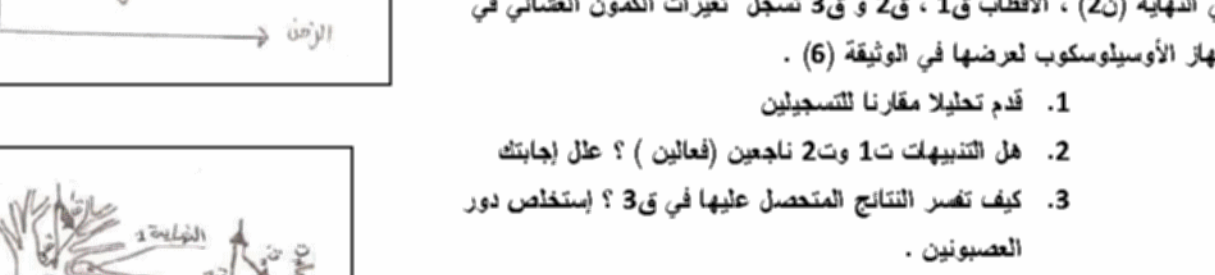 الزمن
النهاية (ن2) ، الأقطاب ق1 ، ق2 و ق3 تسجل تغيرات الكمون الغشائي في
هاز الأوسيلوسكوب لعرضها في الوثيقة (6) .
1. قدم تحليلا مقارنا للتسجيلين
2. هل التنبيهات ت1 وت2 ناجعين (فعالين ) ؟ علل إجابتك
3. كيف تفسر النتائج المتحصل عليها في ق3 ؟ إستخلص دور
العصبونين .
النهاية 1